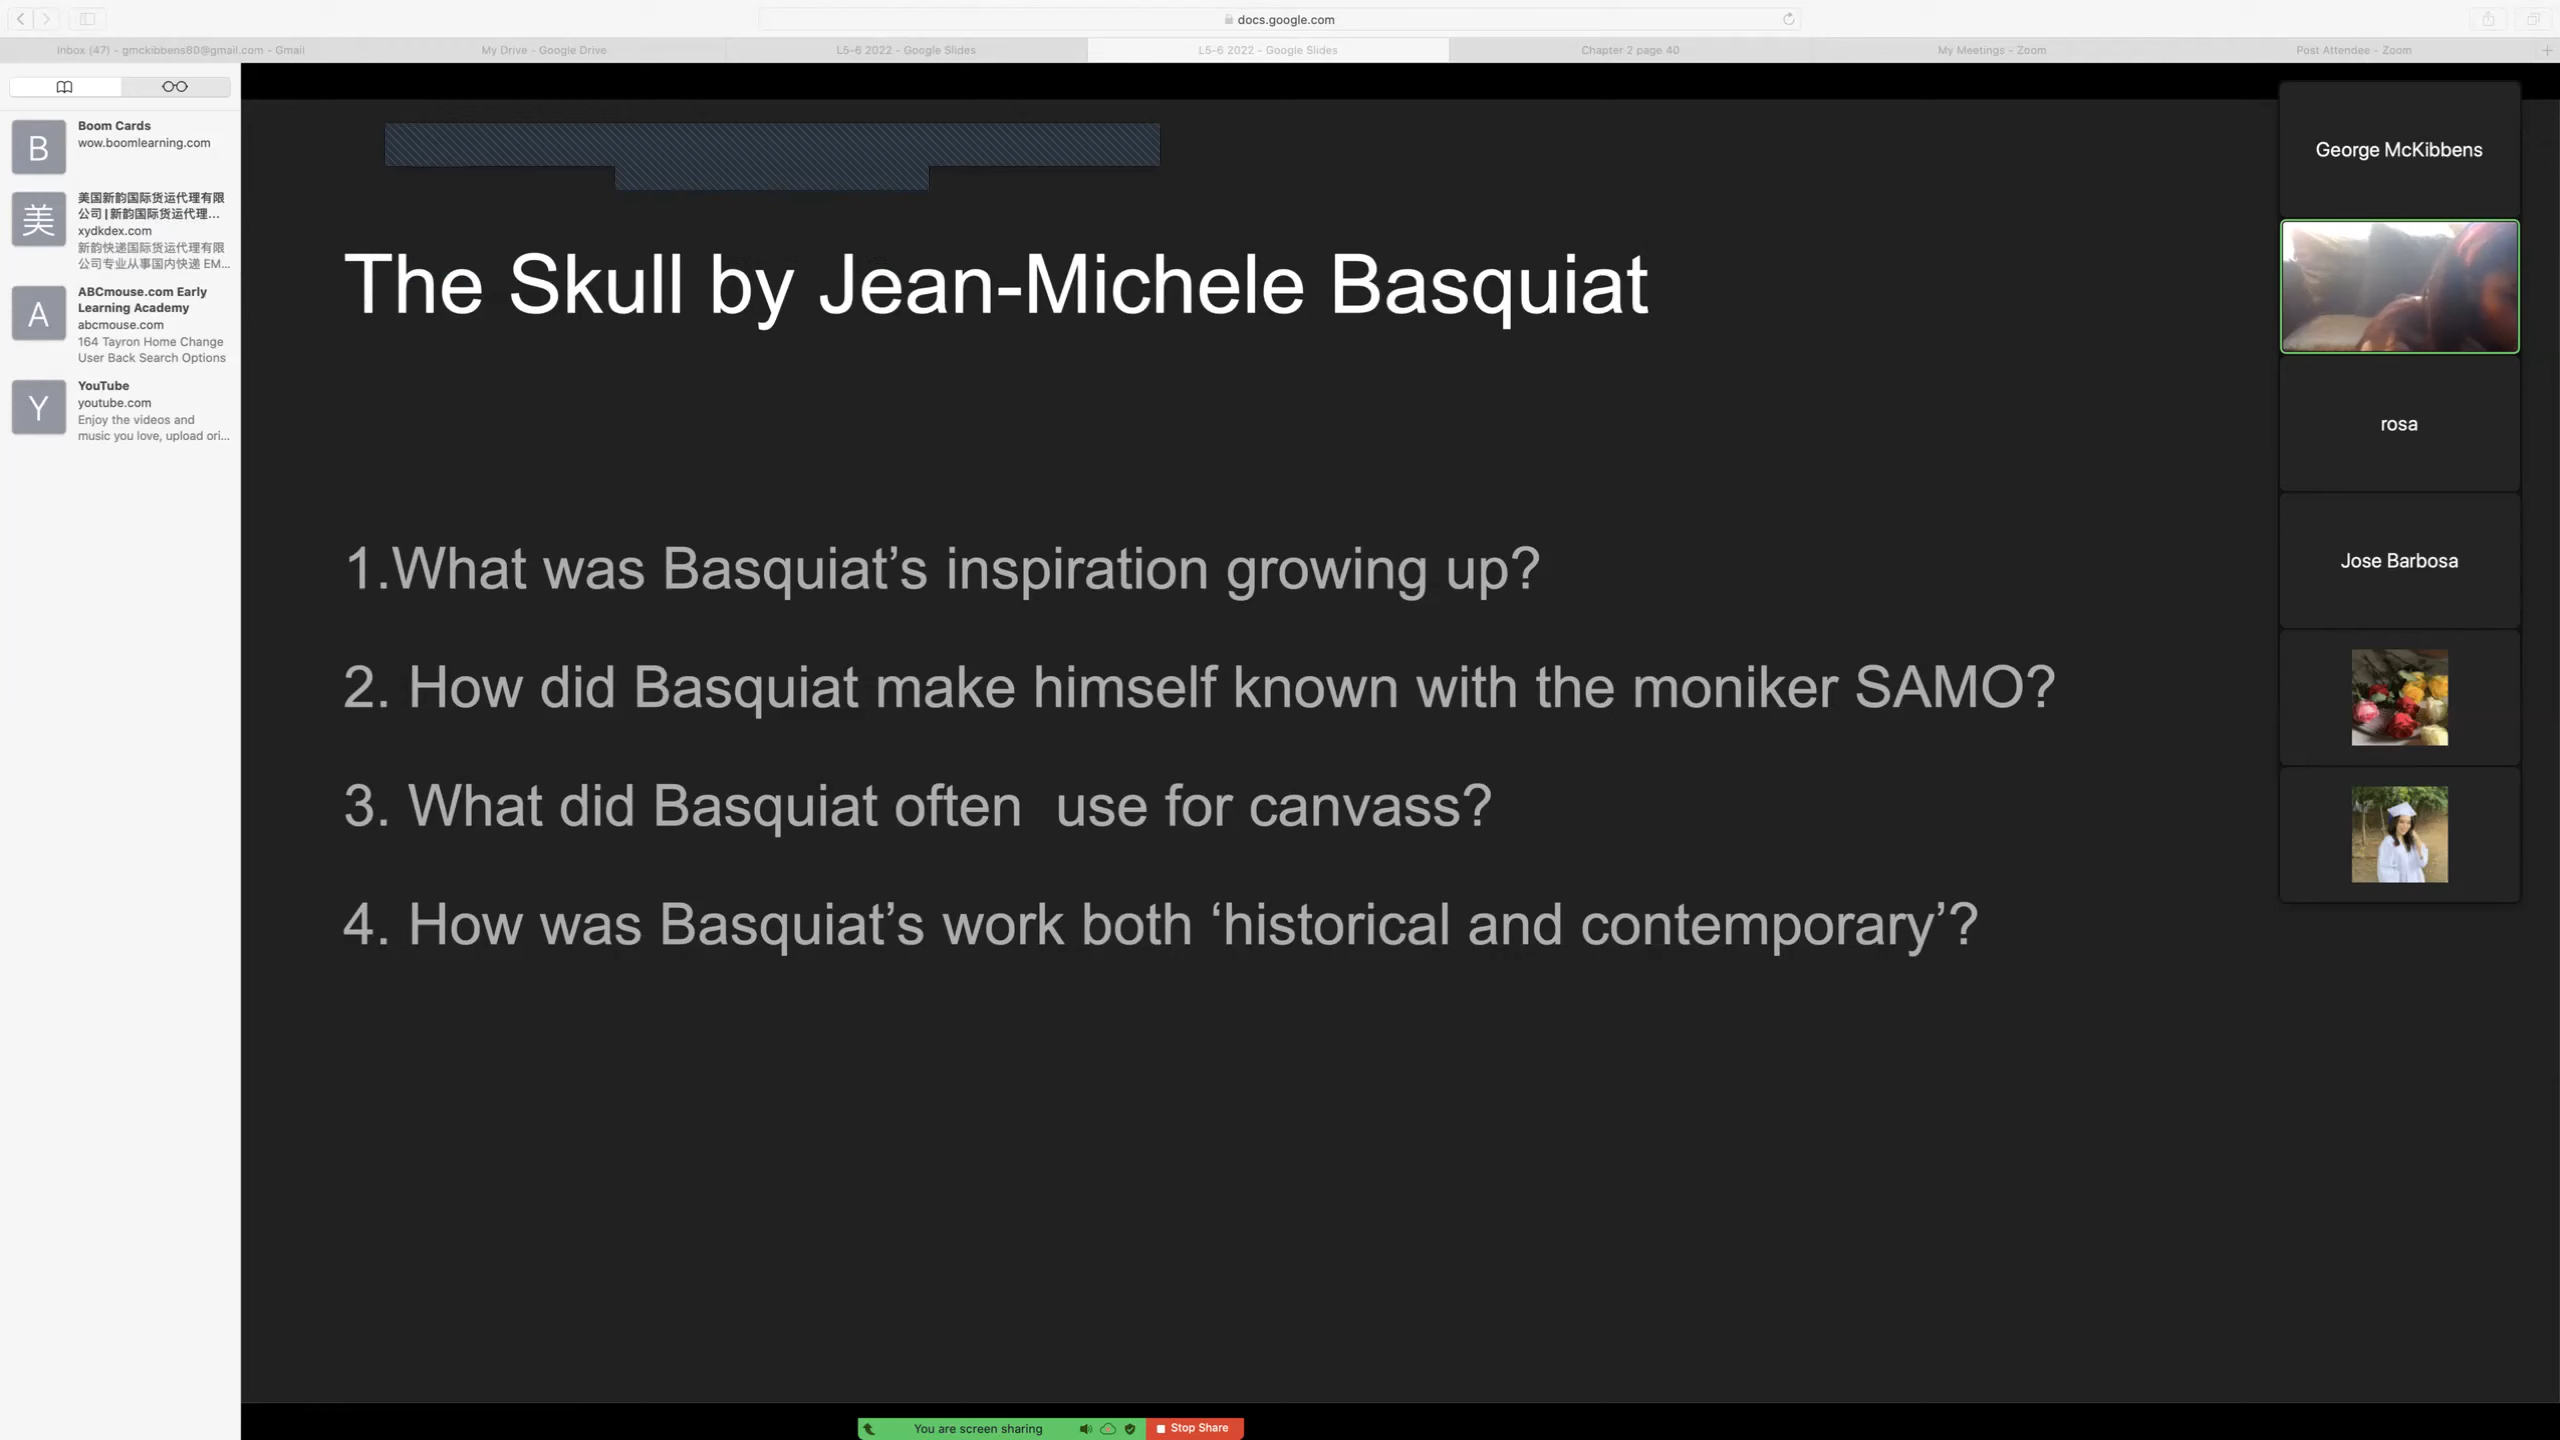 docs.google.com
Inbox (47) - gmckibbens80@gmail.com - Gmail
My Drive - Google Drive
L5-6 2022 - Google Slides
L5-6 2022 - Google Slides
Chapter 2 page 40
My Meetings - Zoom
Post Attendee - Zoom
B
Boom Cards
wow.boomlearning.com
美
美国新韵国际货运代理有限
公司 | 新韵国际货运代理...
xydkdex.com
新韵快递国际货运代理有限
公司专业从事国内快递 EM...
A
ABCmouse.com Early
Learning Academy
abcmouse.com
164 Tayron Home Change
User Back Search Options
Y
YouTube
youtube.com
Enjoy the videos and
music you love, upload ori...
The Skull by Jean-Michele Basquiat
1.What was Basquiat’s inspiration growing up?
2. How did Basquiat make himself known with the moniker SAMO?
3. What did Basquiat often  use for canvass?
4. How was Basquiat’s work both ‘historical and contemporary’?
George McKibbens
rosa
Jose Barbosa
You are screen sharing
Stop Share